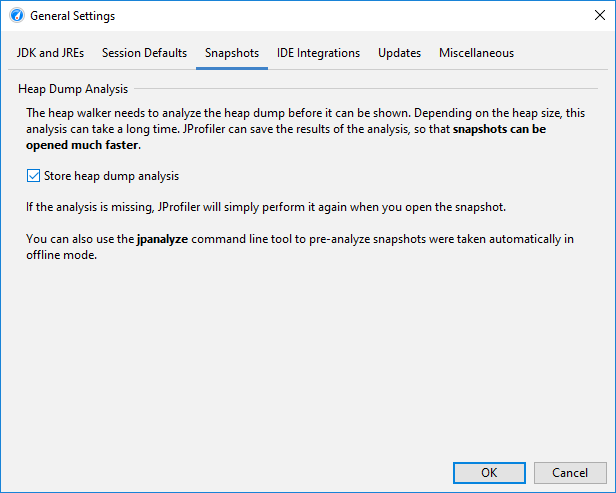 General Settings
JDK and JREs Session Defaults Snapshots IDE Integrations Updates Miscellaneous
Heap Dump Analysis
The heap walker needs to analyze the heap dump before it can be shown. Depending on the heap size, this
analysis can take a long time. JProfiler can save the results of the analysis, so that snapshots can be
opened much faster.
Store heap dump analysis
If the analysis is missing, JProfiler will simply perform it again when you open the snapshot.
You can also use the jpanalyze command line tool to pre-analyze snapshots were taken automatically in
offline mode.
OK Cancel